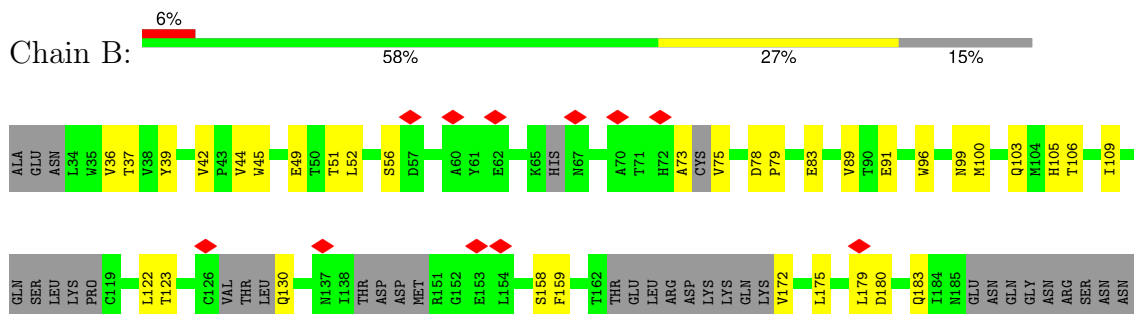 6%
Chain B:
58% 27% 15%
ALA GLU ASN L34 W35 V36 T37 V38 Y39 V42 P43 V44 W45 E49 T50 T51 L52 S56 D57 A60 Y61 E62 K65 HIS N67 A70 T71 H72 A73 CYS V75 D78 P79 E83 V89 T90 E91 W96 N99 M100 Q103 M104 H105 T106 I109
GLN SER LEU LYS PRO C119 L122 T123 C126 VAL THR LEU Q130 N137 I138 THR ASP ASP MET R151 G152 E153 L154 S158 F159 T162 THR GLU LEU ARG ASP LYS LYS GLN LYS V172 L175 L179 D180 Q183 I184 N185 GLU ASN GLN GLY ASN ARG SER ASN ASN